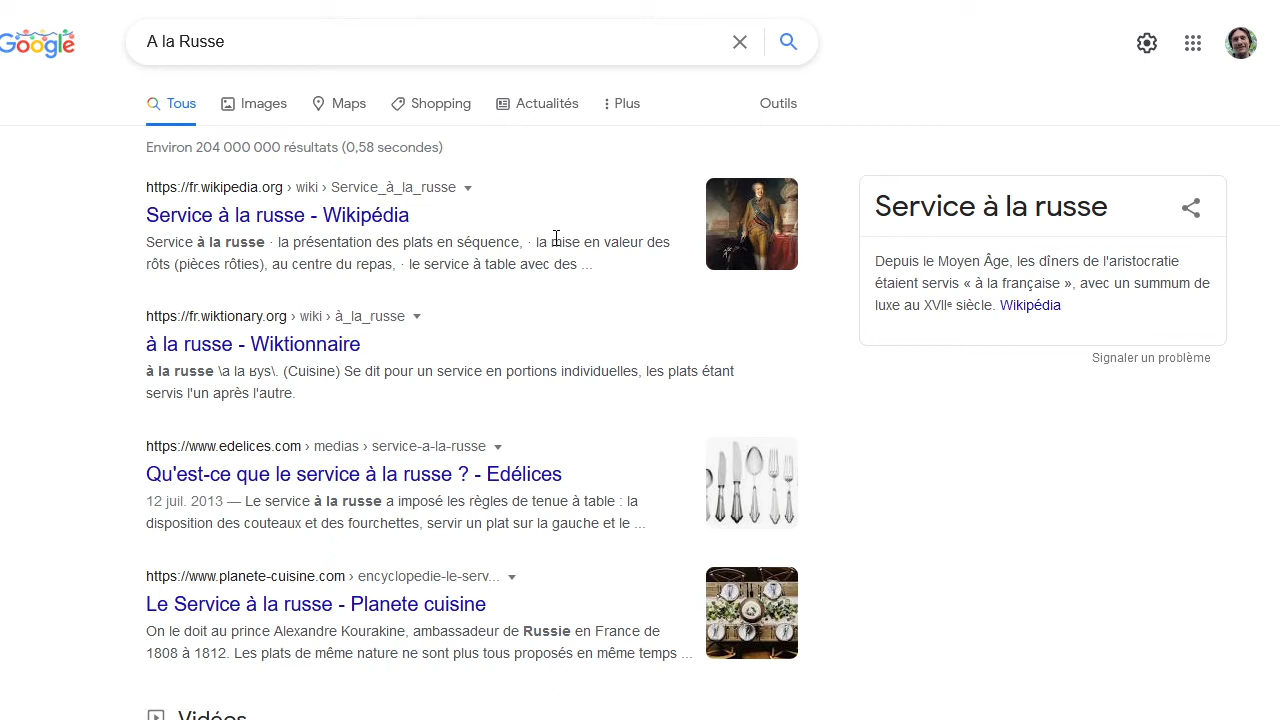 Google
A la Russe
Tous
Images
Maps
Shopping
Actualités
Plus
Outils
Environ 204 000 000 résultats (0,58 secondes)
https://fr.wikipedia.org › wiki › Service_à_la_russe
Service à la russe - Wikipédia
Service à la russe · la présentation des plats en séquence, · la mise en valeur des
rôts (pièces rôties), au centre du repas, · le service à table avec des ...
https://fr.wiktionary.org › wiki › à_la_russe
à la russe - Wiktionnaire
à la russe \a la ʁys\. (Cuisine) Se dit pour un service en portions individuelles, les plats étant
servis l'un après l'autre.
https://www.edelices.com › medias › service-a-la-russe
Qu'est-ce que le service à la russe ? - Edélices
12 juil. 2013 — Le service à la russe a imposé les règles de tenue à table : la
disposition des couteaux et des fourchettes, servir un plat sur la gauche et le ...
https://www.planete-cuisine.com › encyclopedie-le-serv...
Le Service à la russe - Planete cuisine
On le doit au prince Alexandre Kourakine, ambassadeur de Russie en France de
1808 à 1812. Les plats de même nature ne sont plus tous proposés en même temps ...
Vidéos
Service à la russe
Depuis le Moyen Âge, les dîners de l'aristocratie
étaient servis « à la française », avec un summum de
luxe au XVIIᵉ siècle. Wikipédia
Signaler un problème